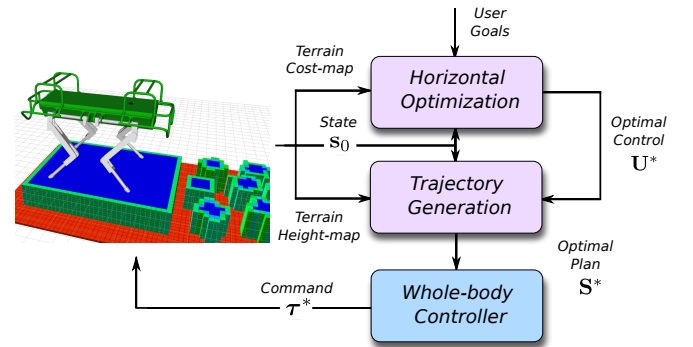 User
Goals
Terrain
Cost-map
Horizontal
Optimization
State
s₀
Optimal
Control
U*
Terrain
Height-map
Trajectory
Generation
Optimal
Plan
S*
Command
τ*
Whole-body
Controller